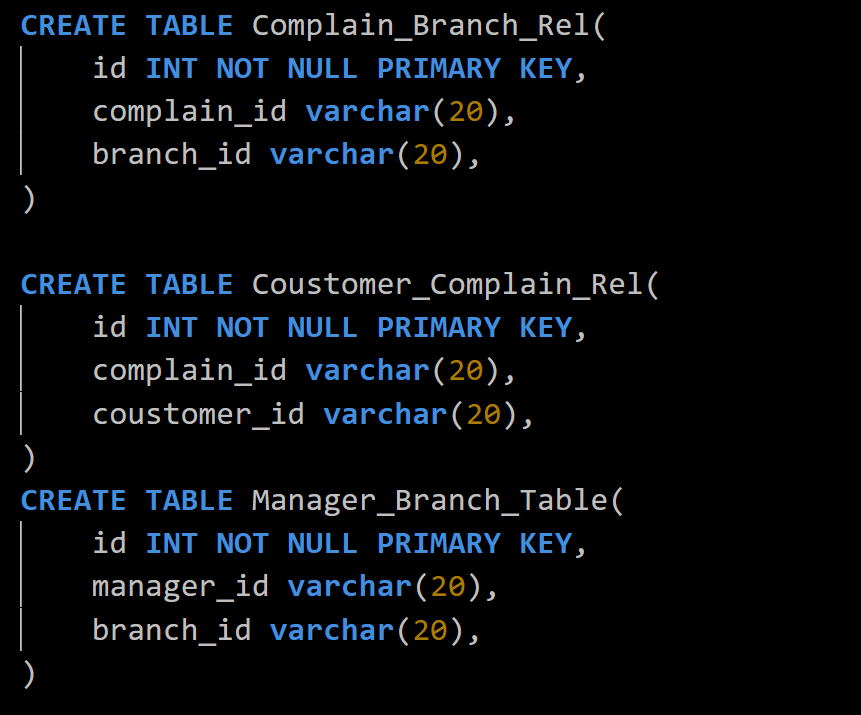 CREATE TABLE Complain_Branch_Rel(
id INT NOT NULL PRIMARY KEY,
complain_id varchar(20),
branch_id varchar(20),
)
CREATE TABLE Coustomer_Complain_Rel(
id INT NOT NULL PRIMARY KEY,
complain_id varchar(20),
coustomer_id varchar(20),
)
CREATE TABLE Manager_Branch_Table(
id INT NOT NULL PRIMARY KEY,
manager_id varchar(20),
branch_id varchar(20),
)